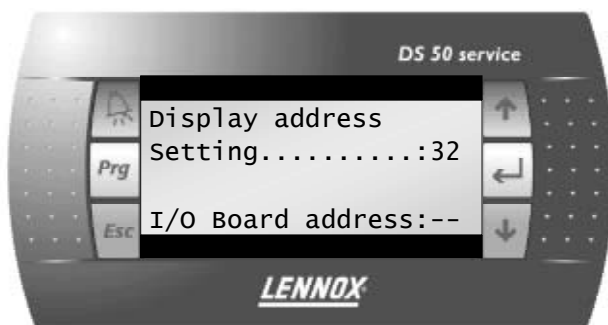 DS 50 service
Display address
Setting..........:32
Prg
I/O Board address:--
Esc
LENNOX